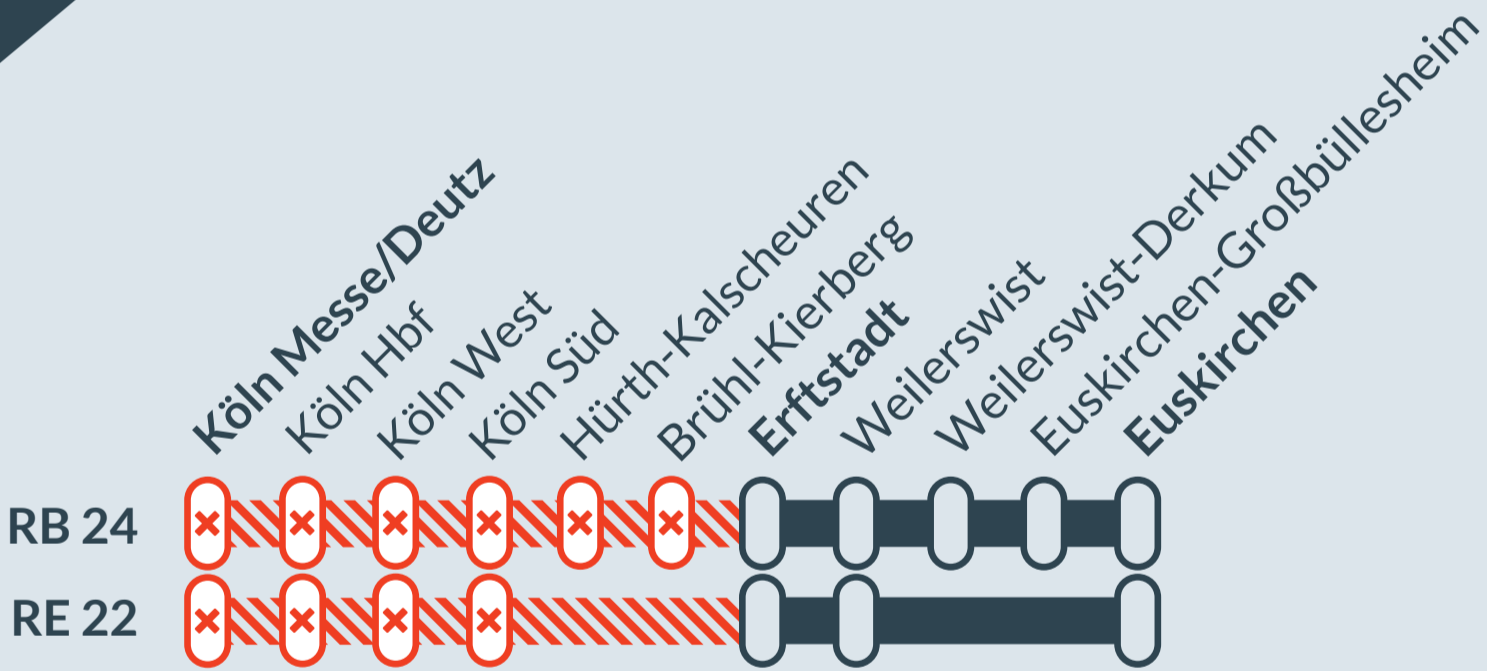 Köln Messe/Deutz
Köln Hbf
Köln West
Köln Süd
Hürth-Kalscheuren
Brühl-Kierberg
Erftstadt
Weilerswist
Weilerswist-Derkum
Euskirchen-Großbüllesheim
Euskirchen
RB 24
RE 22